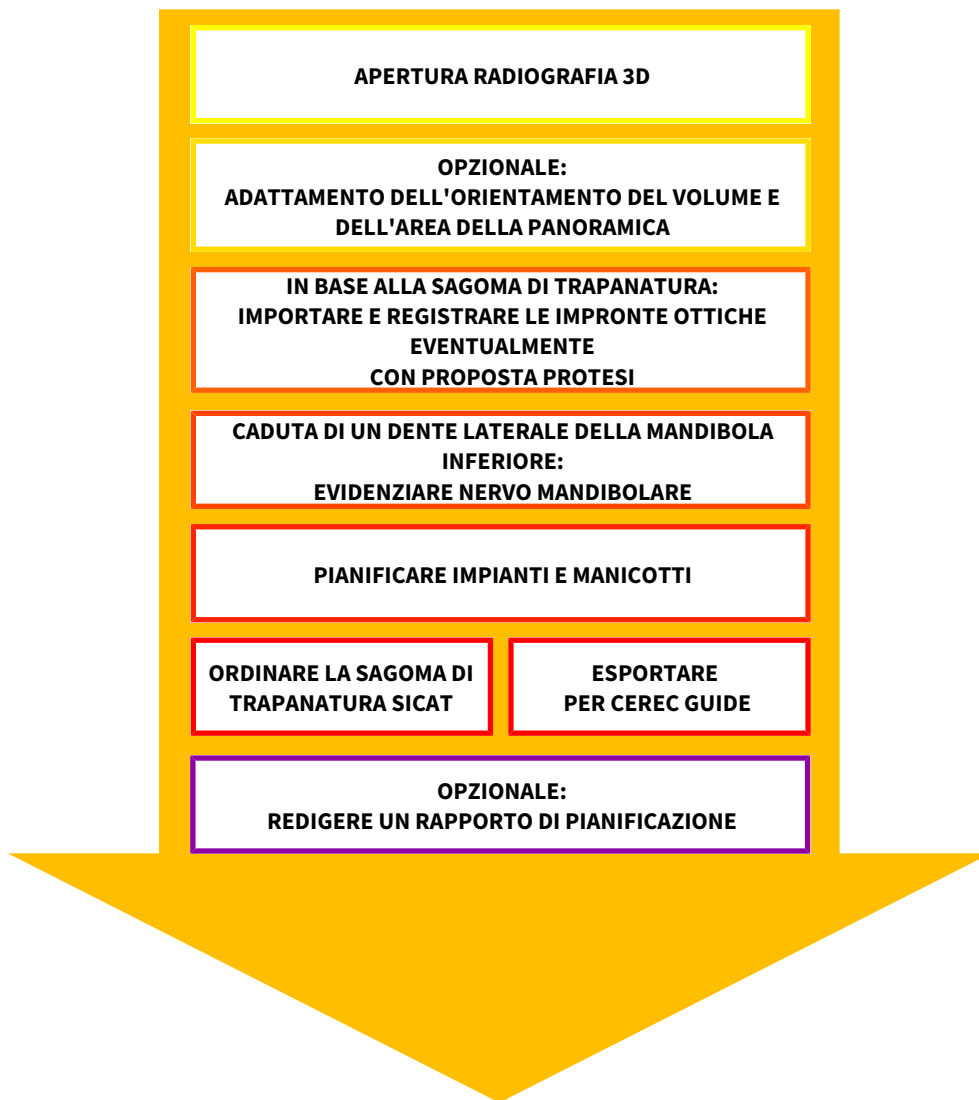 APERTURA RADIOGRAFIA 3D
OPZIONALE:
ADATTAMENTO DELL'ORIENTAMENTO DEL VOLUME E
DELL'AREA DELLA PANORAMICA
IN BASE ALLA SAGOMA DI TRAPANATURA:
IMPORTARE E REGISTRARE LE IMPRONTE OTTICHE
EVENTUALMENTE
CON PROPOSTA PROTESI
CADUTA DI UN DENTE LATERALE DELLA MANDIBOLA
INFERIORE:
EVIDENZIARE NERVO MANDIBOLARE
PIANIFICARE IMPIANTI E MANICOTTI
ORDINARE LA SAGOMA DI
TRAPANATURA SICAT
ESPORTARE
PER CEREC GUIDE
OPZIONALE:
REDIGERE UN RAPPORTO DI PIANIFICAZIONE